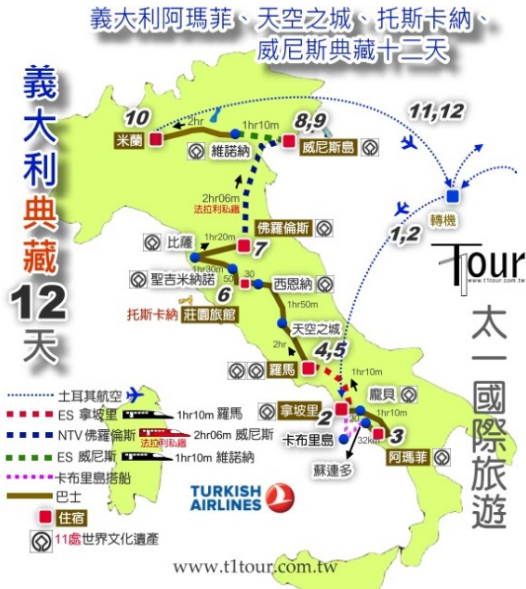 義大利阿瑪菲、天空之城、托斯卡納、
威尼斯典藏十二天
義大利典藏12天
10
2hr
米蘭
維諾納
1hr10m
8,9
威尼斯島
11,12
轉機
1,2
2hr06m
法拉利私鐵
佛羅倫斯
7
1hr20m
比薩
1hr30m
聖吉米納諾
50
30
6
西恩納
托斯卡納
莊園旅館
1hr50m
天空之城
2hr
4,5
羅馬
1hr10m
拿坡里
2
龐貝
1hr10m
20
32km
3
卡布里島
阿瑪菲
蘇連多
Tour
www.t1tour.com.tw
太一國際旅遊
土耳其航空
ES 拿坡里 1hr10m 羅馬
NTV 佛羅倫斯 法拉利私鐵 2hr06m 威尼斯
ES 威尼斯 1hr10m 維諾納
卡布里島搭船
巴士
住宿
11處世界文化遺產
TURKISH
AIRLINES
www.t1tour.com.tw